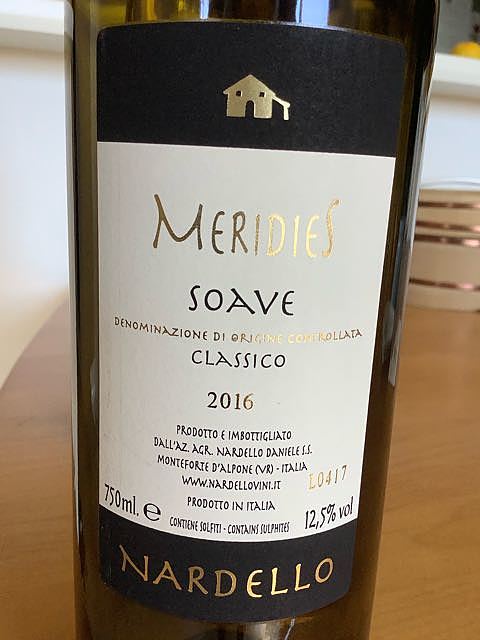 MERIDIES
SOAVE
DENOMINAZIONE DI ORIGINE CONTROLLATA
CLASSICO
2016
PRODOTTO E IMBOTTIGLIATO
DALL'AZ. AGR. NARDELLO DANIELE S.S.
MONTEFORTE D'ALPONE (VR) - ITALIA
WWW.NARDELLOVINI.IT
L0417
PRODOTTO IN ITALIA
750ml. e
CONTIENE SOLFITI - CONTAINS SULPHITES
12,5% vol
NARDELLO